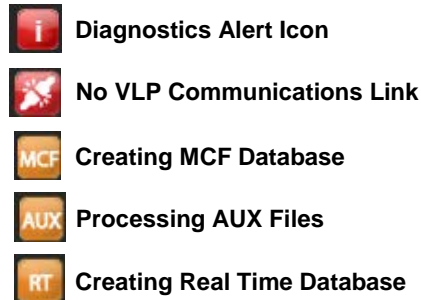 i Diagnostics Alert Icon
No VLP Communications Link
MCF Creating MCF Database
AUX Processing AUX Files
RT Creating Real Time Database